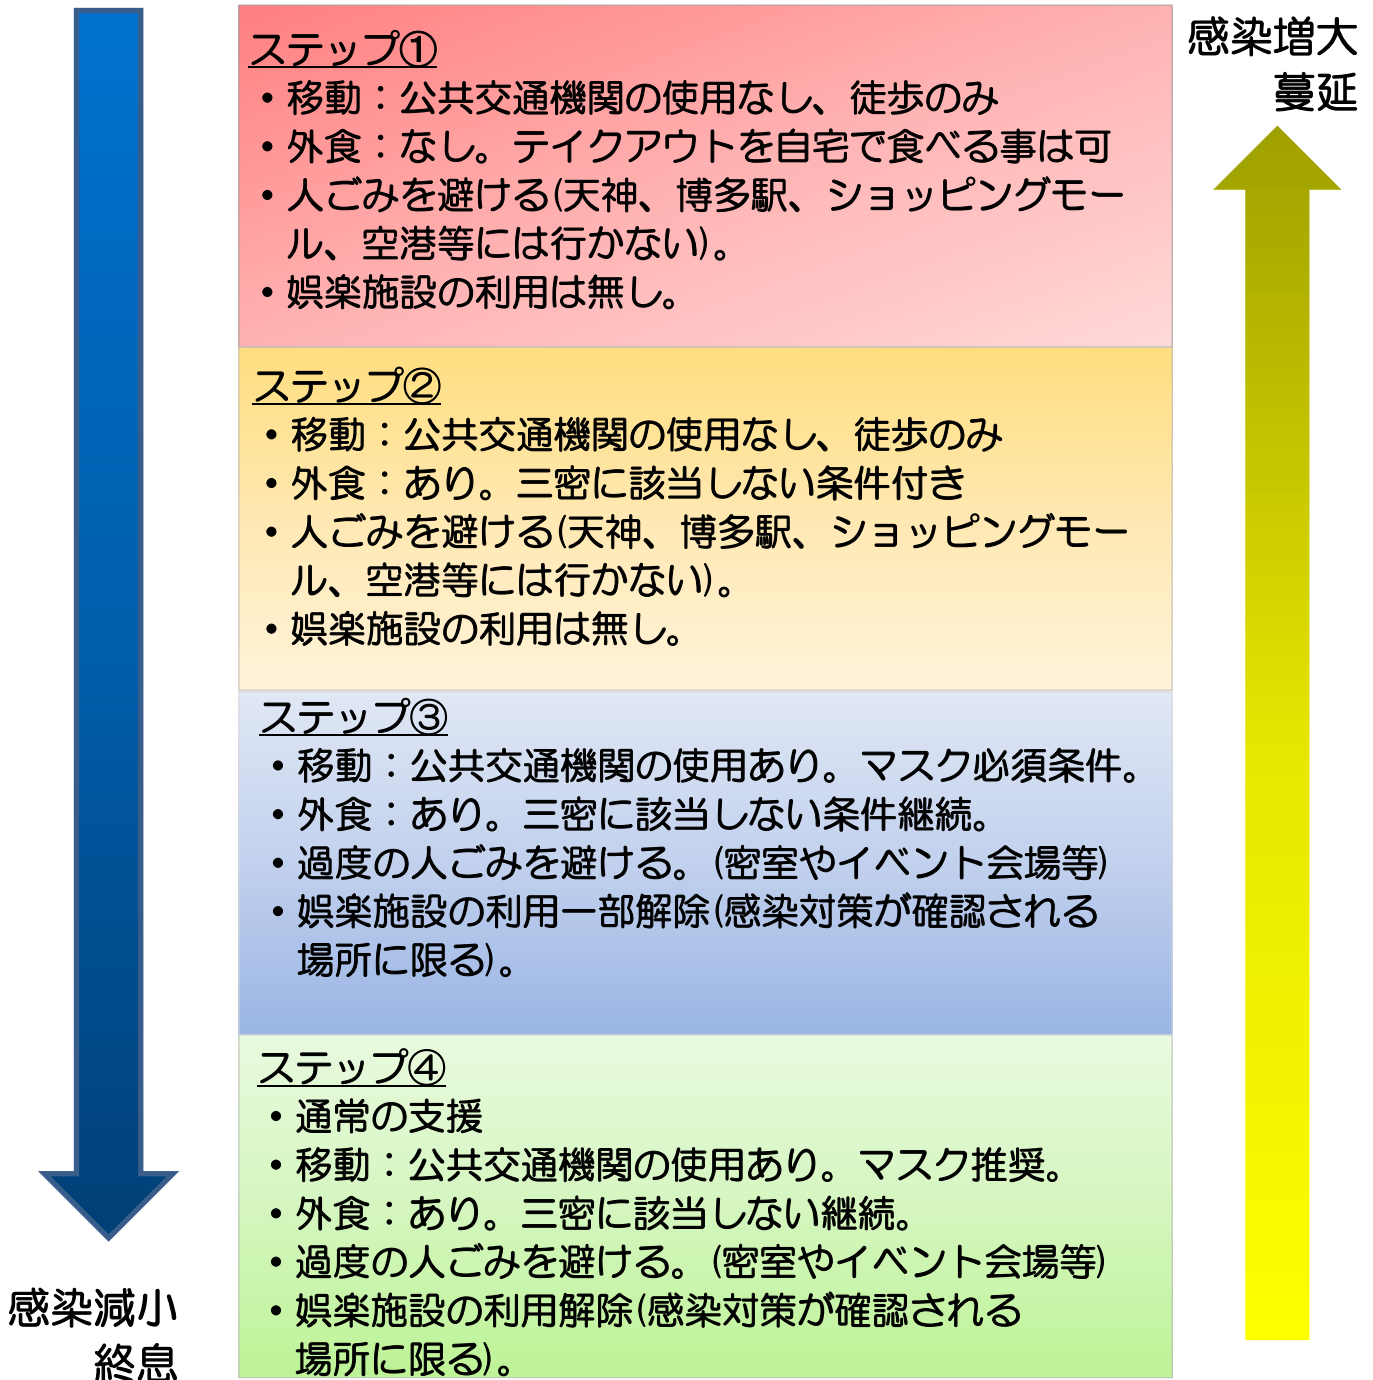 感染増大
蔓延
ステップ①
・移動：公共交通機関の使用なし、徒歩のみ
・外食：なし。テイクアウトを自宅で食べる事は可
・人ごみを避ける(天神、博多駅、ショッピングモー
ル、空港等には行かない)。
・娯楽施設の利用は無し。
ステップ②
・移動：公共交通機関の使用なし、徒歩のみ
・外食：あり。三密に該当しない条件付き
・人ごみを避ける(天神、博多駅、ショッピングモー
ル、空港等には行かない)。
・娯楽施設の利用は無し。
ステップ③
・移動：公共交通機関の使用あり。マスク必須条件。
・外食：あり。三密に該当しない条件継続。
・過度の人ごみを避ける。(密室やイベント会場等)
・娯楽施設の利用一部解除(感染対策が確認される
場所に限る)。
ステップ④
・通常の支援
・移動：公共交通機関の使用あり。マスク推奨。
・外食：あり。三密に該当しない継続。
・過度の人ごみを避ける。(密室やイベント会場等)
・娯楽施設の利用解除(感染対策が確認される
場所に限る)。
感染減小
終息